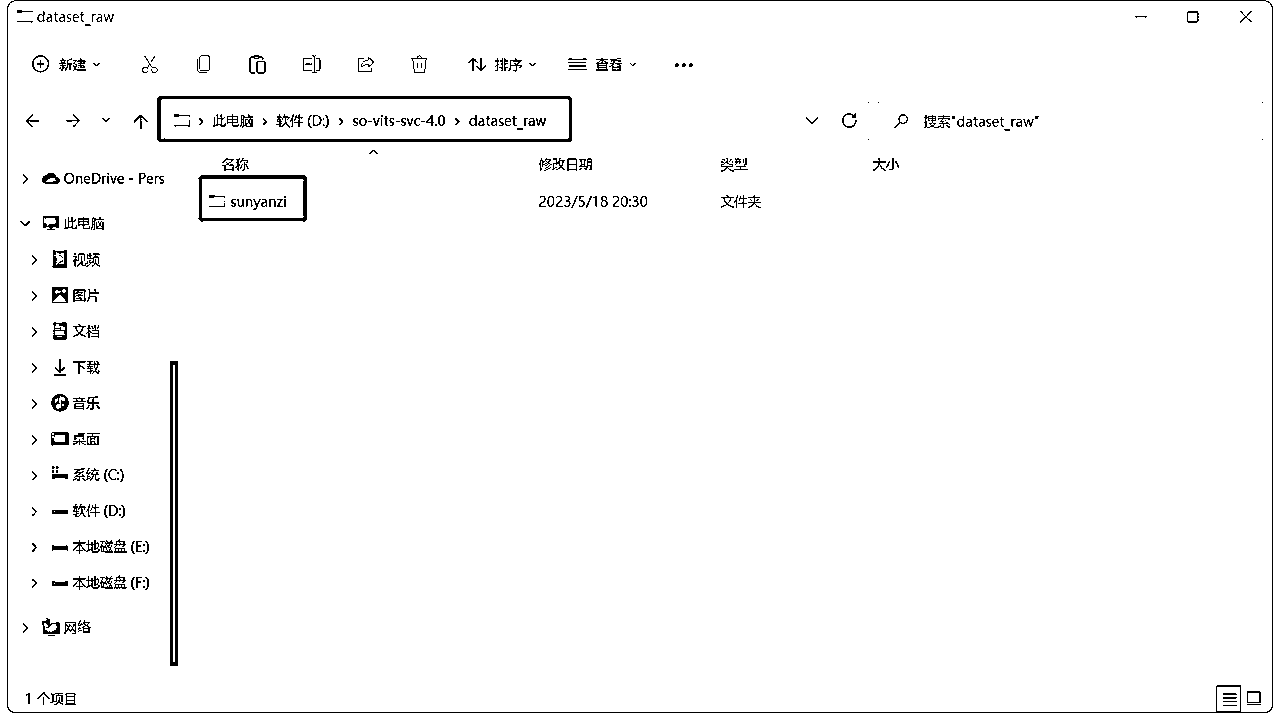 dataset_raw
新建 排序 查看 •••
此电脑 > 软件 (D:) > so-vits-svc-4.0 > dataset_raw 搜索"dataset_raw"
名称 修改日期 类型 大小
sunyanzi 2023/5/18 20:30 文件夹
OneDrive - Pers
此电脑
视频
图片
文档
下载
音乐
桌面
系统 (C:)
软件 (D:)
本地磁盘 (E:)
本地磁盘 (F:)
网络
1 个项目